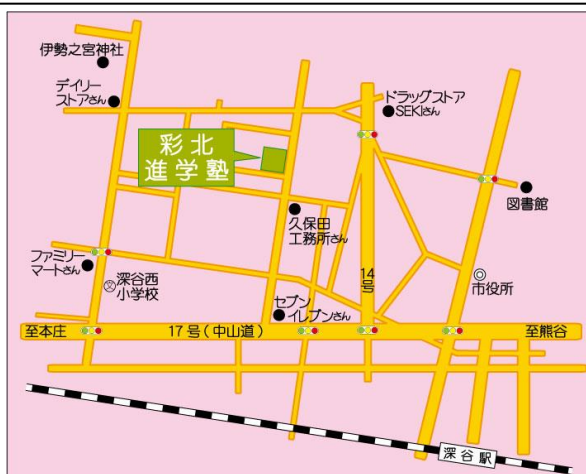 伊勢之宮神社
デイリー
ストアさん
ドラッグストア
SEKIさん
彩北
進学塾
図書館
久保田
工務所さん
ファミリー
マートさん
文
深谷西
小学校
14号
市役所
セブン
イレブンさん
至本庄
17号(中山道)
至熊谷
深谷駅